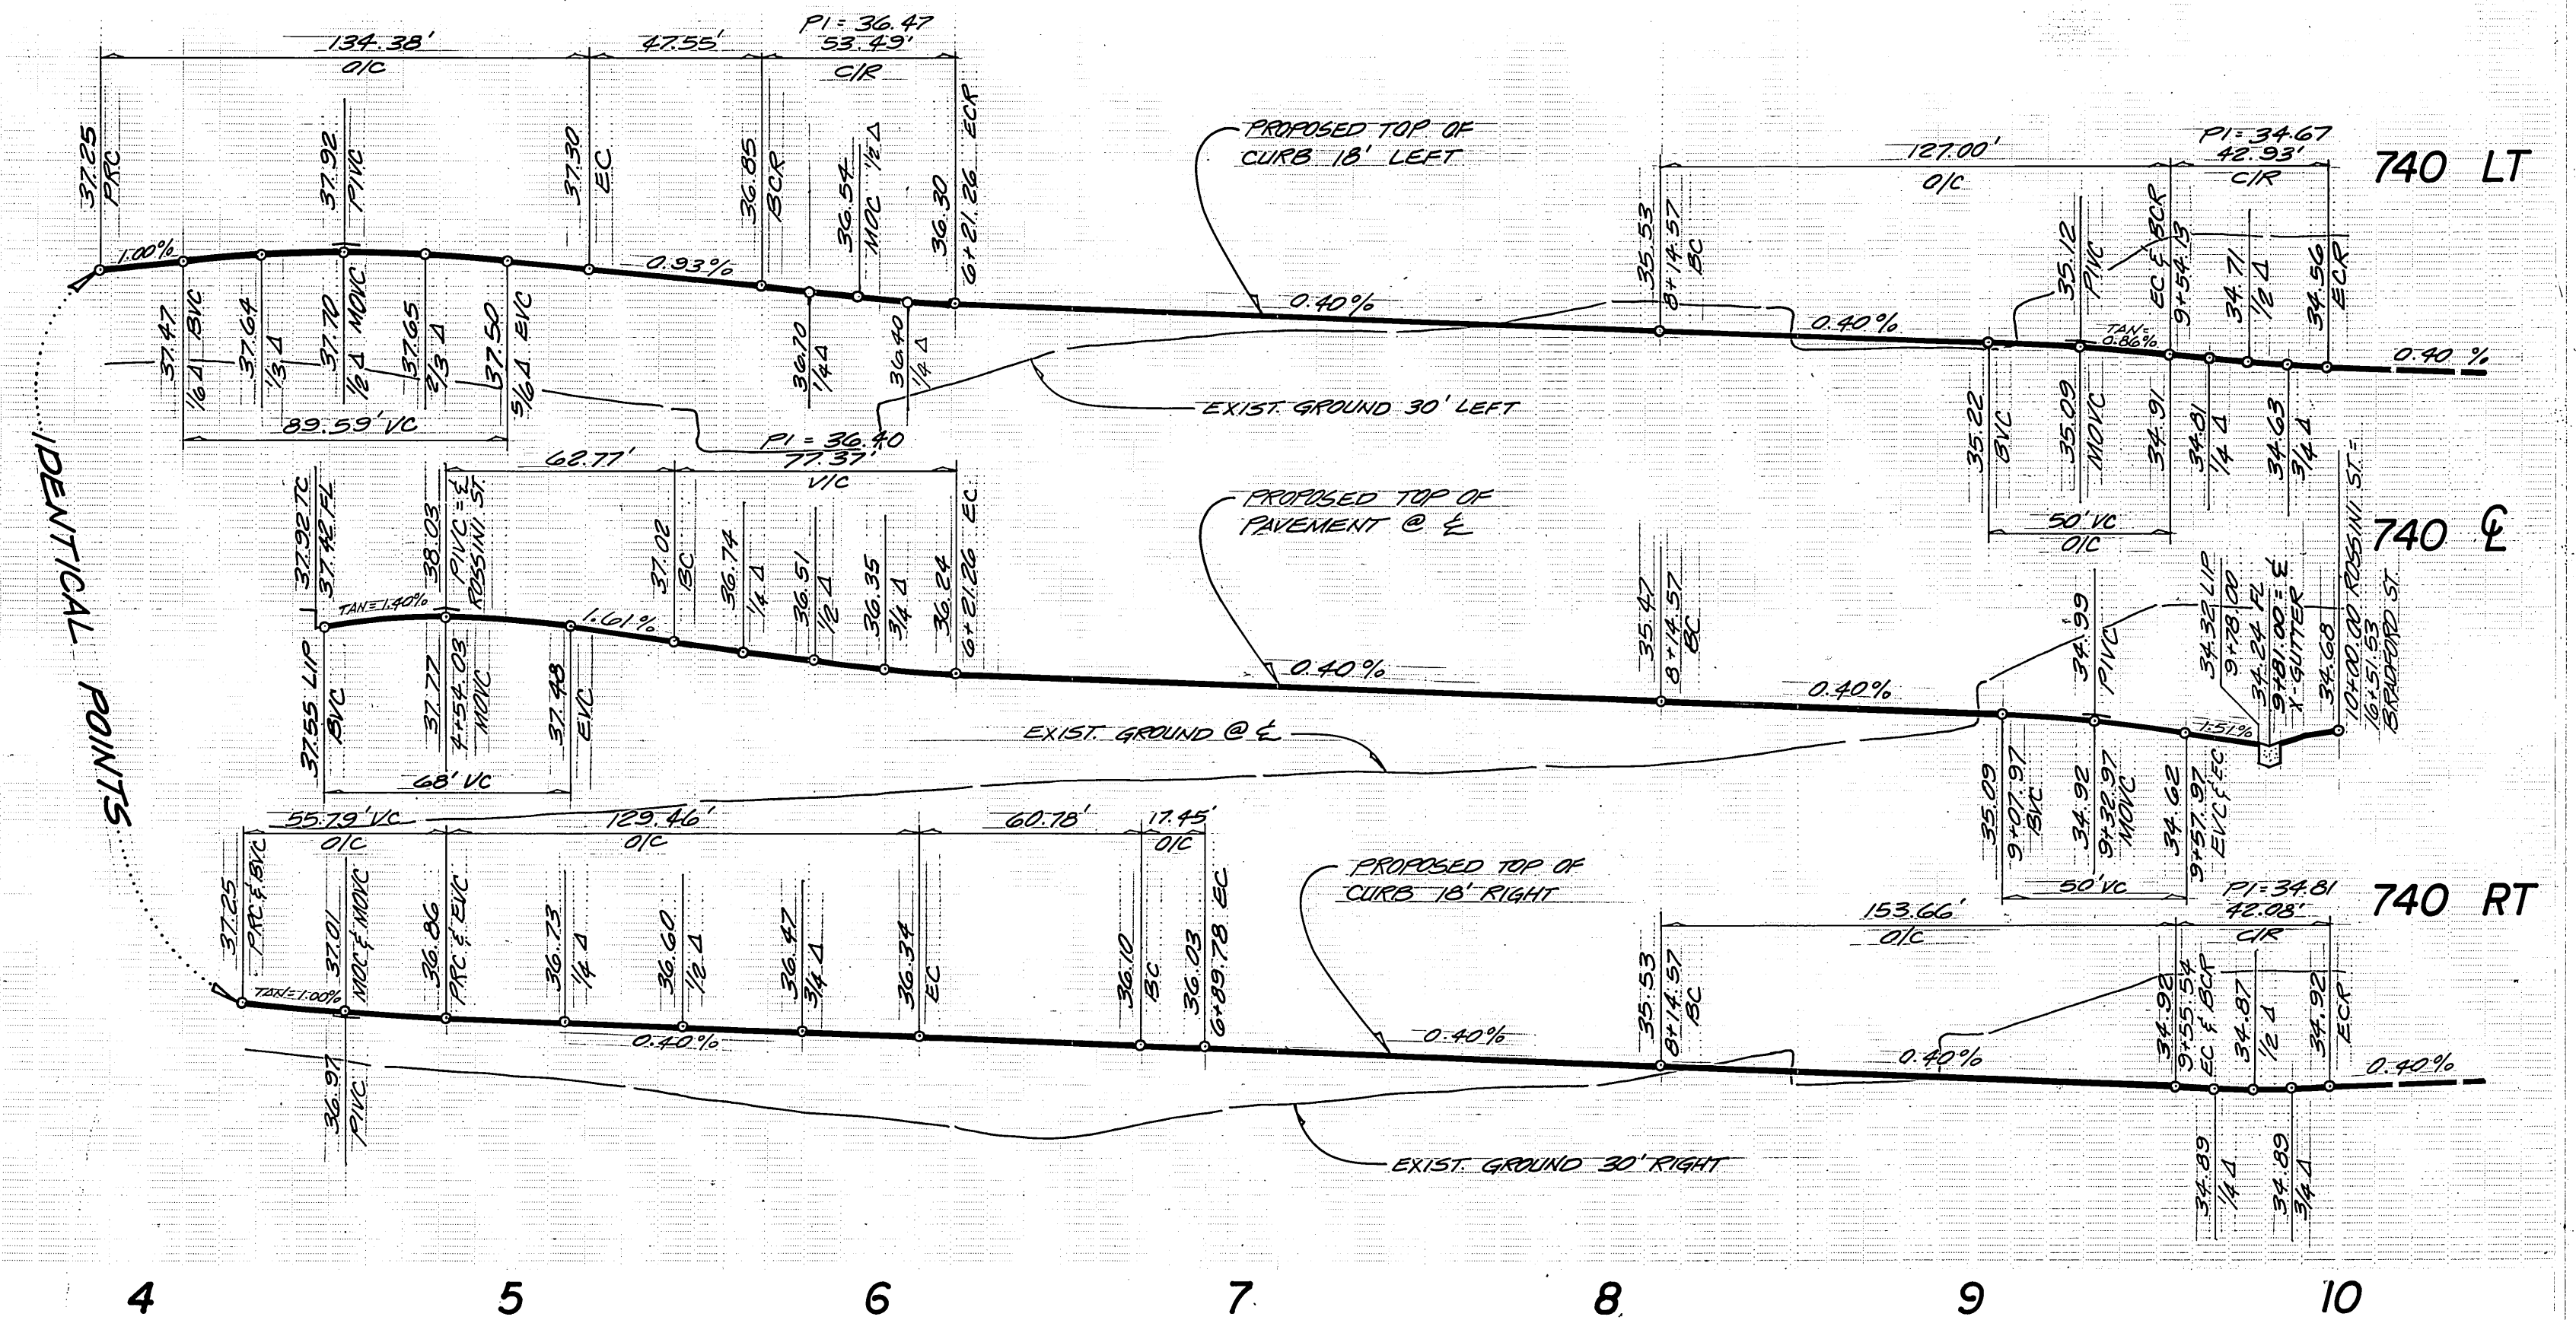 134.38'
O/C
47.55'
PI = 36.47
53.49'
C/R
37.25
PRC
37.92
PIVC
37.30
EC
36.85
BCR
36.54
MOC 1/2 Δ
36.30
6+21.26 ECR
PROPOSED TOP OF
CURB 18' LEFT
127.00'
O/C
PI = 34.67
42.93'
C/R
740 LT
35.53
8+14.57
BC
35.12
PIVC
EC & BCR
9+54.13
34.71
1/2 Δ
34.56
ECR
1.00%
0.93%
0.40%
0.40%
TAN=
0.86%
0.40 %
37.47
1/6 Δ BVC
37.64
1/3 Δ
37.70
1/2 Δ MOVC
37.65
2/3 Δ
37.50
5/6 Δ EVC
36.70
1/4 Δ
36.40
1/4 Δ
89.59' VC
EXIST. GROUND 30' LEFT
35.22
BVC
35.09
MOVC
34.91
34.81
1/4 Δ
34.63
3/4 Δ
50' VC
O/C
IDENTICAL POINTS
62.77'
PI = 36.40
77.37'
V/C
37.92 TC
37.42 FL
38.03
PIVC = ℄
ROSSINI ST
37.02
BC
36.74
1/4 Δ
36.51
1/2 Δ
36.35
3/4 Δ
36.24
6+21.26 EC
PROPOSED TOP OF
PAVEMENT @ ℄
35.47
8+14.57
BC
34.99
PIVC
34.32 LIP
9+78.00
34.24 FL
9+81.00 = ℄
X-GUTTER
34.68
10+00.00 ROSSINI ST. =
16+51.53
BRADFORD ST.
740 ℄
TAN=1.40%
1.61%
0.40%
0.40%
1.51%
37.55 LIP
BVC
37.77
4+54.03
MOVC
37.48
EVC
68' VC
EXIST. GROUND @ ℄
35.09
9+07.97
BVC
34.92
9+32.97
MOVC
34.62
9+57.97
EVC & EC
50' VC
55.79' VC
O/C
129.46'
O/C
60.78'
17.45'
O/C
37.25
PRC & BVC
37.01
MOC & MOVC
36.86
PRC & EVC
36.73
1/4 Δ
36.60
1/2 Δ
36.47
3/4 Δ
36.34
EC
36.10
BC
36.03
6+89.78 EC
PROPOSED TOP OF
CURB 18' RIGHT
153.66'
O/C
PI = 34.81
42.08'
C/R
740 RT
35.53
8+14.57
BC
34.92
9+55.54
EC & BCR
34.87
1/2 Δ
34.92
ECR
TAN=1.00%
0.40%
0.40%
0.40%
0.40%
36.97
PIVC
EXIST. GROUND 30' RIGHT
34.89
1/4 Δ
34.89
3/4 Δ
4 5 6 7 8 9 10